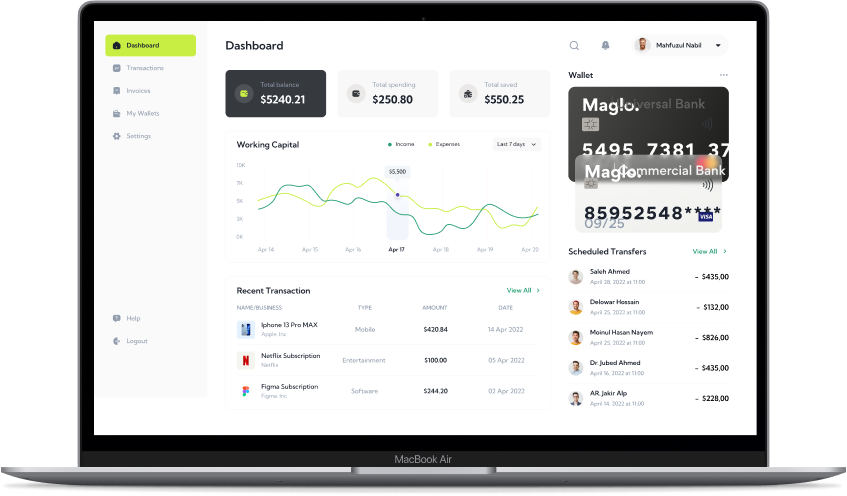 Dashboard
Transactions
Invoices
My Wallets
Settings
Help
Logout
Dashboard
Mahfuzul Nabil
Total balance
$5240.21
Total spending
$250.80
Total saved
$550.25
Working Capital
Income
Expenses
Last 7 days
10K
7K
5K
3K
0K
$5,500
Apr 14
Apr 15
Apr 16
Apr 17
Apr 18
Apr 19
Apr 20
Recent Transaction
View All
NAME/BUSINESS TYPE AMOUNT DATE
Iphone 13 Pro MAX
Apple. Inc
Mobile
$420.84
14 Apr 2022
Netflix Subscription
Netflix
Entertainment
$100.00
05 Apr 2022
Figma Subscription
Figma. Inc
Software
$244.20
02 Apr 2022
Wallet
Maglo.
Universal Bank
5495 7381 37
Maglo.
Commercial Bank
85952548****
09/25
VISA
Scheduled Transfers
View All
Saleh Ahmed
April 28, 2022 at 11:00
- $435,00
Delowar Hossain
April 25, 2022 at 11:00
- $132,00
Moinul Hasan Nayem
April 25, 2022 at 11:00
- $826,00
Dr. Jubed Ahmed
April 16, 2022 at 11:00
- $435,00
AR. Jakir Alp
April 14, 2022 at 11:00
- $228,00
MacBook Air